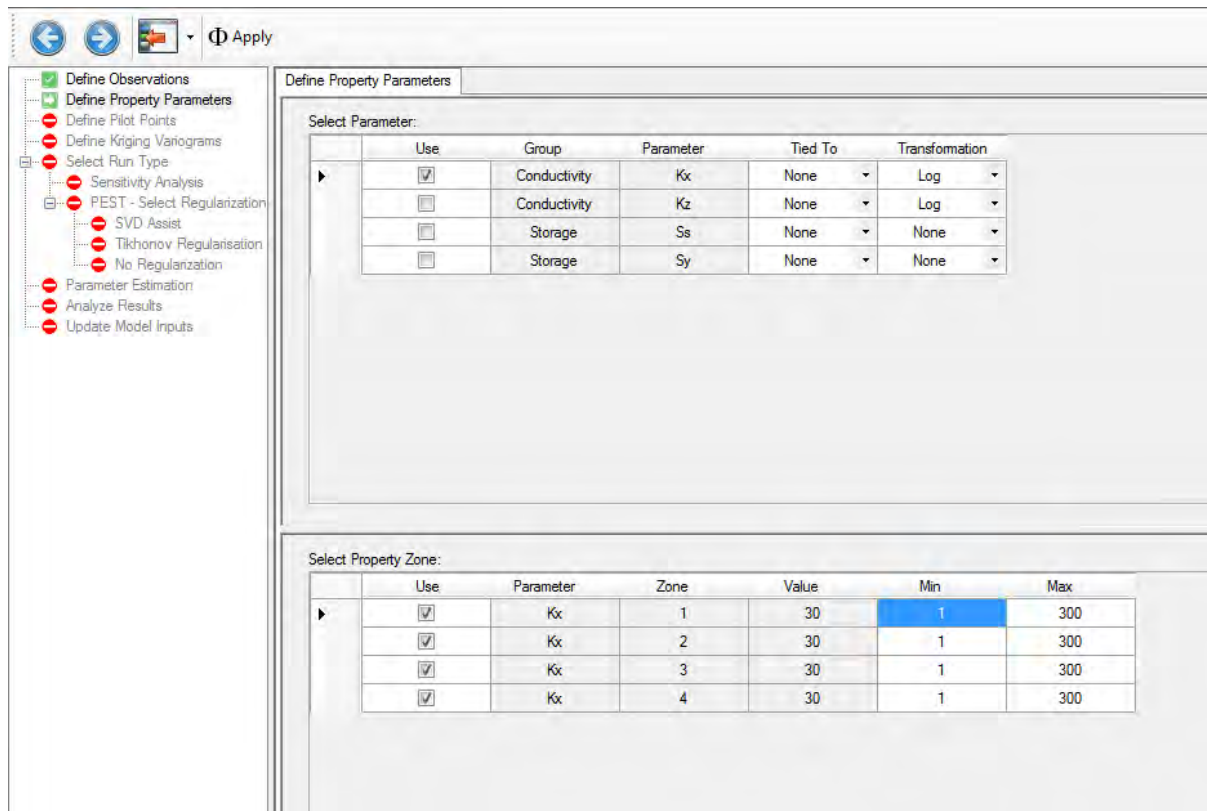 Φ Apply
Define Observations
Define Property Parameters
Define Pilot Points
Define Kriging Variograms
Select Run Type
Sensitivity Analysis
PEST - Select Regularization
SVD Assist
Tikhonov Regularisation
No Regularization
Parameter Estimation
Analyze Results
Update Model Inputs
Define Property Parameters
Select Parameter:
Use Group Parameter Tied To Transformation
Conductivity Kx None Log
Conductivity Kz None Log
Storage Ss None None
Storage Sy None None
Select Property Zone:
Use Parameter Zone Value Min Max
Kx 1 30 1 300
Kx 2 30 1 300
Kx 3 30 1 300
Kx 4 30 1 300